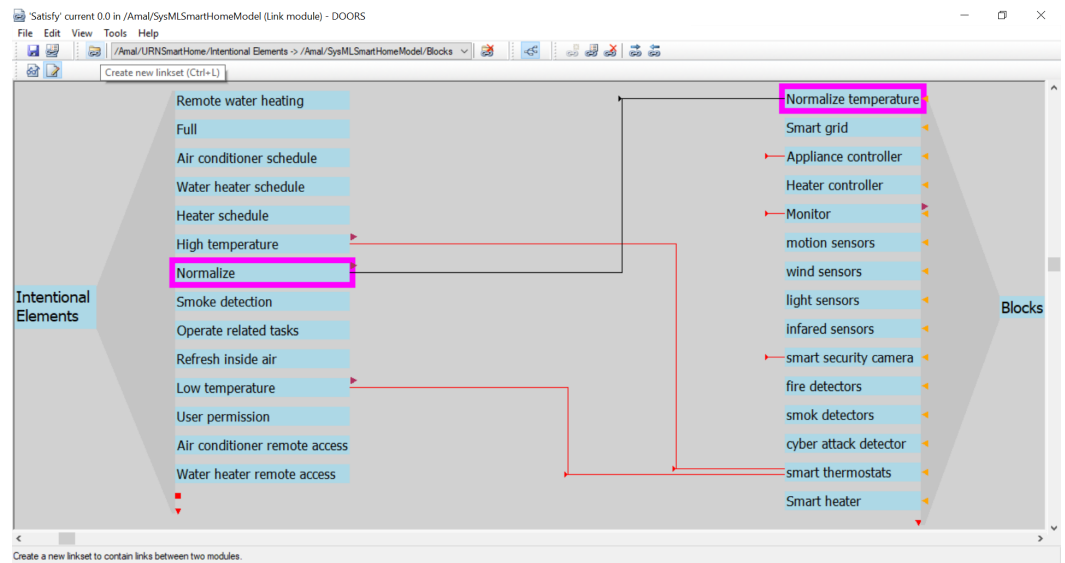 'Satisfy' current 0.0 in /Amal/SysMLSmartHomeModel (Link module) - DOORS
File Edit View Tools Help
/Amal/URNSmartHome/Intentional Elements -> /Amal/SysMLSmartHomeModel/Blocks
Create new linkset (Ctrl+L)
Remote water heating
Full
Air conditioner schedule
Water heater schedule
Heater schedule
High temperature
Normalize
Smoke detection
Operate related tasks
Refresh inside air
Low temperature
User permission
Air conditioner remote access
Water heater remote access
Intentional
Elements
Normalize temperature
Smart grid
Appliance controller
Heater controller
Monitor
motion sensors
wind sensors
light sensors
infared sensors
smart security camera
fire detectors
smok detectors
cyber attack detector
smart thermostats
Smart heater
Blocks
Create a new linkset to contain links between two modules.